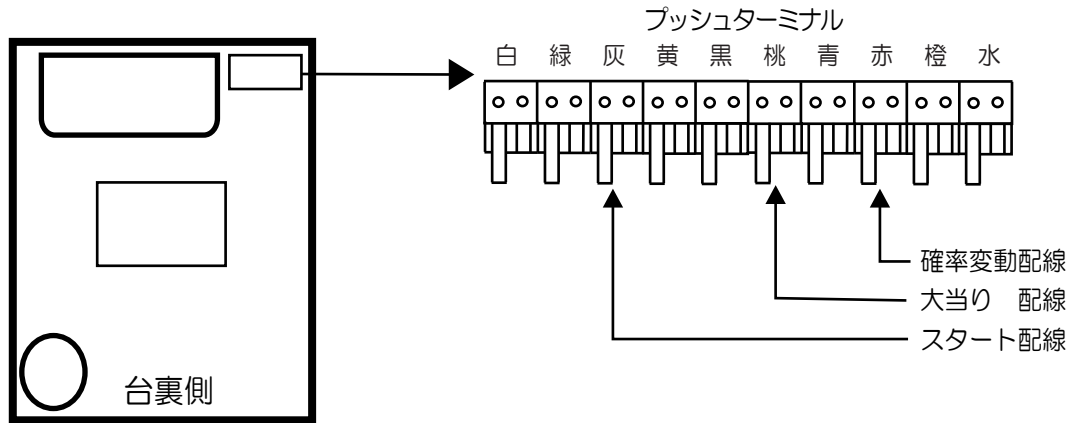 プッシュターミナル
白 緑 灰 黄 黒 桃 青 赤 橙 水
確率変動配線
大当り　配線
スタート配線
台裏側